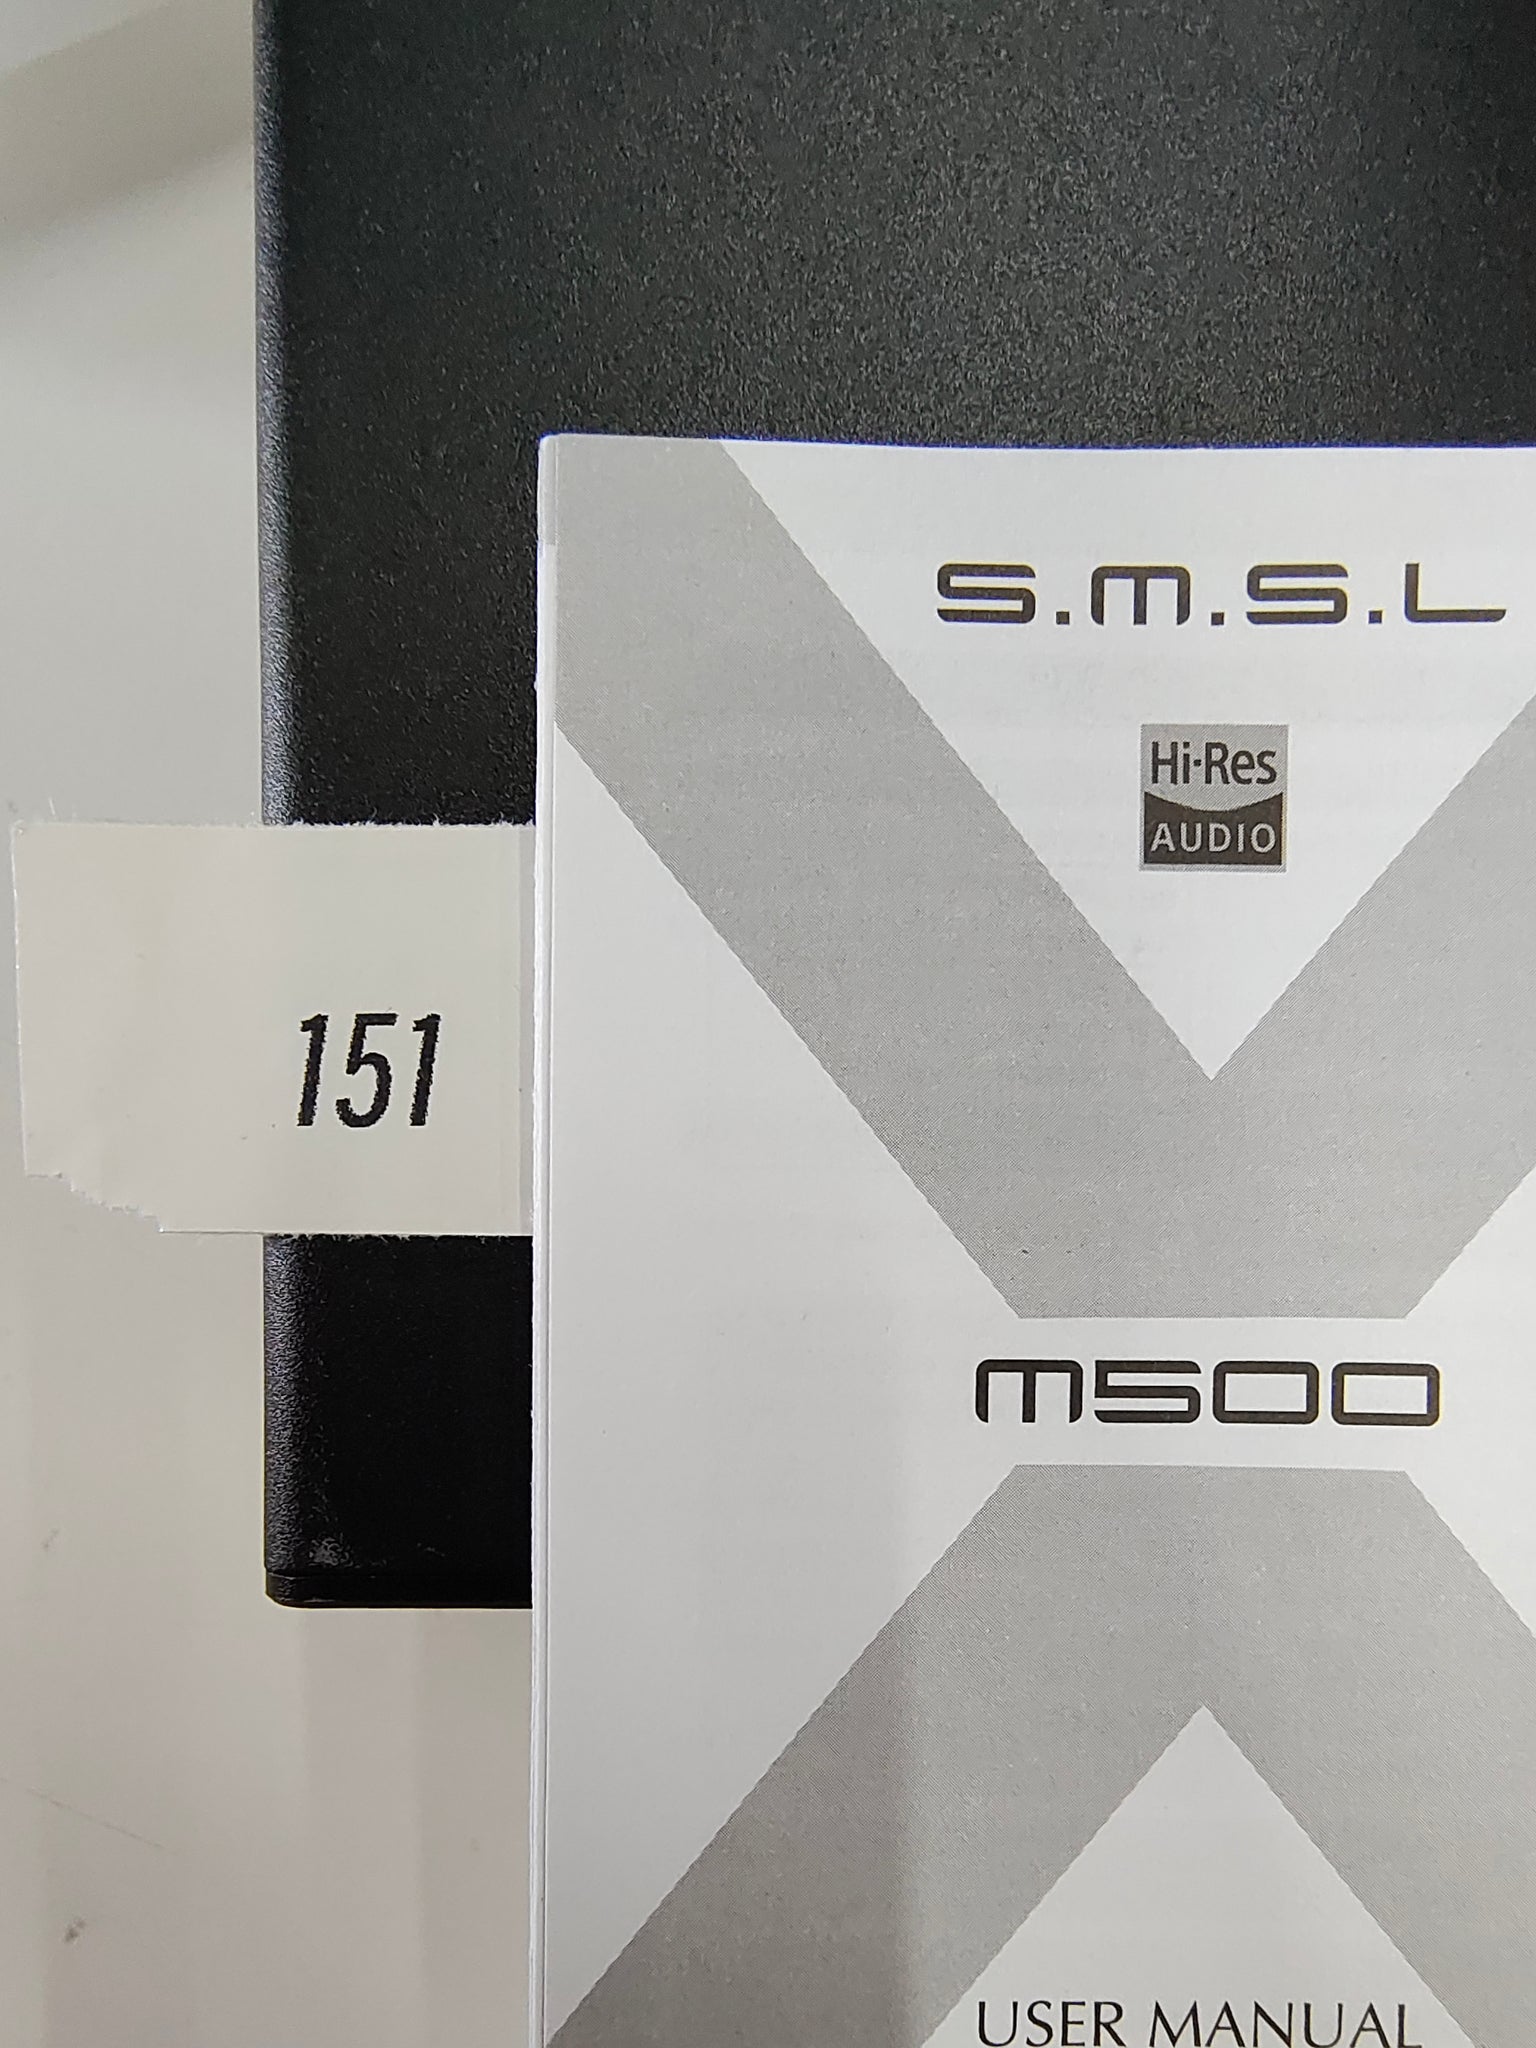 S.M.S.L
Hi-Res
AUDIO
151
M500
USER MANUAL